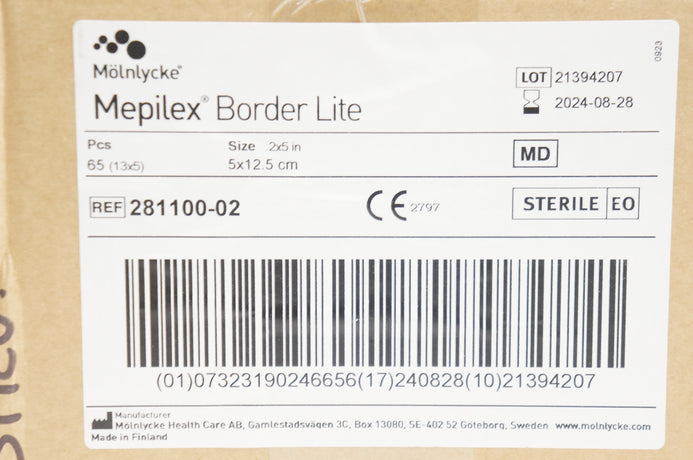 Mölnlycke®
Mepilex® Border Lite
0923
LOT 21394207
2024-08-28
Pcs
65 (13x5)
Size 2x5 in
5x12.5 cm
MD
REF 281100-02
CE 2797
STERILE EO
(01)07323190246656(17)240828(10)21394207
Manufacturer
Mölnlycke Health Care AB, Gamlestadsvägen 3C, Box 13080, SE-402 52 Göteborg, Sweden www.molnlycke.com
Made in Finland